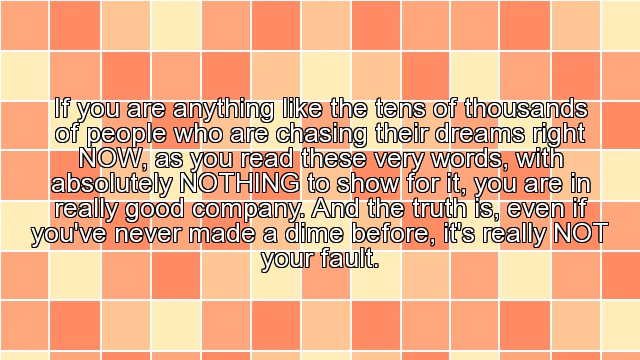 If you are anything like the tens of thousands
of people who are chasing their dreams right
NOW, as you read these very words, with
absolutely NOTHING to show for it, you are in
really good company. And the truth is, even if
you've never made a dime before, it's really NOT
your fault.